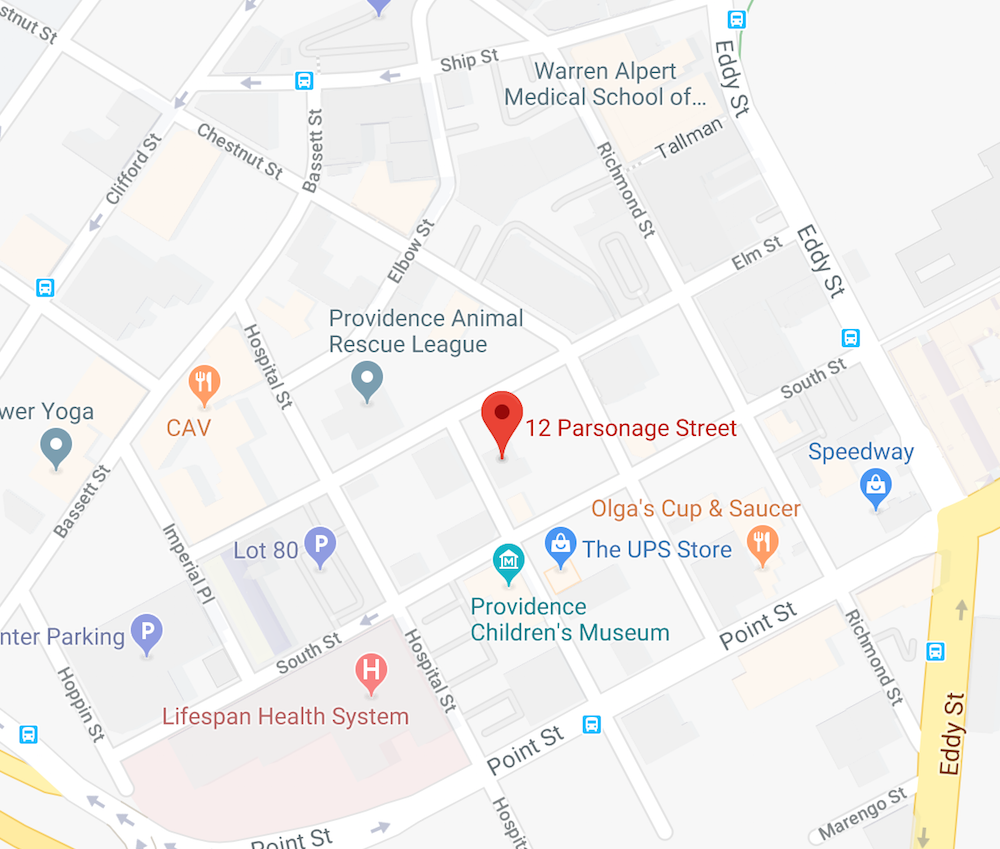 stnut St
Ship St
Eddy St
Warren Alpert
Medical School of...
Tallman
Chestnut St
Bassett St
Clifford St
Richmond St
Elbow St
Elm St
Eddy St
Providence Animal
Rescue League
Hospital St
South St
CAV
wer Yoga
12 Parsonage Street
Speedway
Bassett St
Olga's Cup & Saucer
Imperial Pl
Lot 80
P
The UPS Store
M
Providence
Children's Museum
nter Parking
P
South St
Point St
Richmond St
Hospital St
H
Lifespan Health System
Hoppin St
Eddy St
Point St
Marengo St
Hospit
Point St